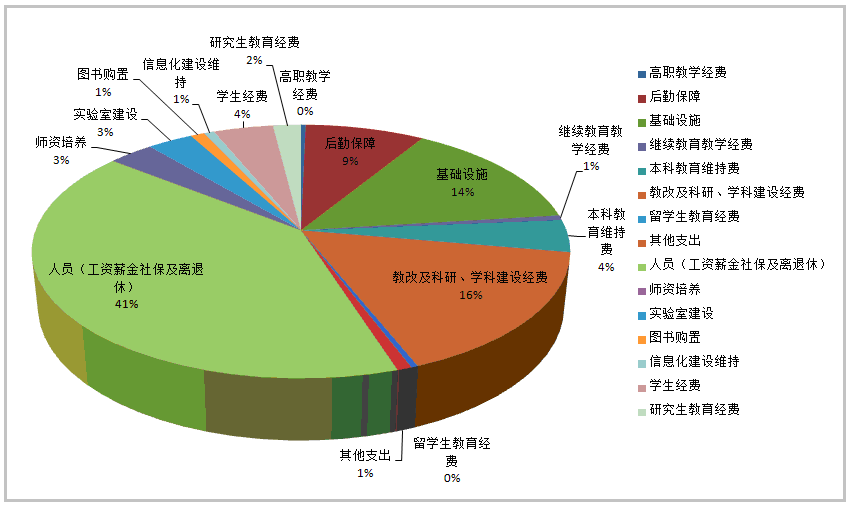 研究生教育经费
2%
高职教学
经费
0%
信息化建设维
持
1%
图书购置
1%
学生经费
4%
实验室建设
3%
师资培养
3%
后勤保障
9%
基础设施
14%
继续教育教
学经费
1%
本科教
育维持
费
4%
教改及科研、学科建设经费
16%
人员（工资薪金社保及离退
休）
41%
其他支出
1%
留学生教育经
费
0%
高职教学经费
后勤保障
基础设施
继续教育教学经费
本科教育维持费
教改及科研、学科建设经费
留学生教育经费
其他支出
人员（工资薪金社保及离退休）
师资培养
实验室建设
图书购置
信息化建设维持
学生经费
研究生教育经费